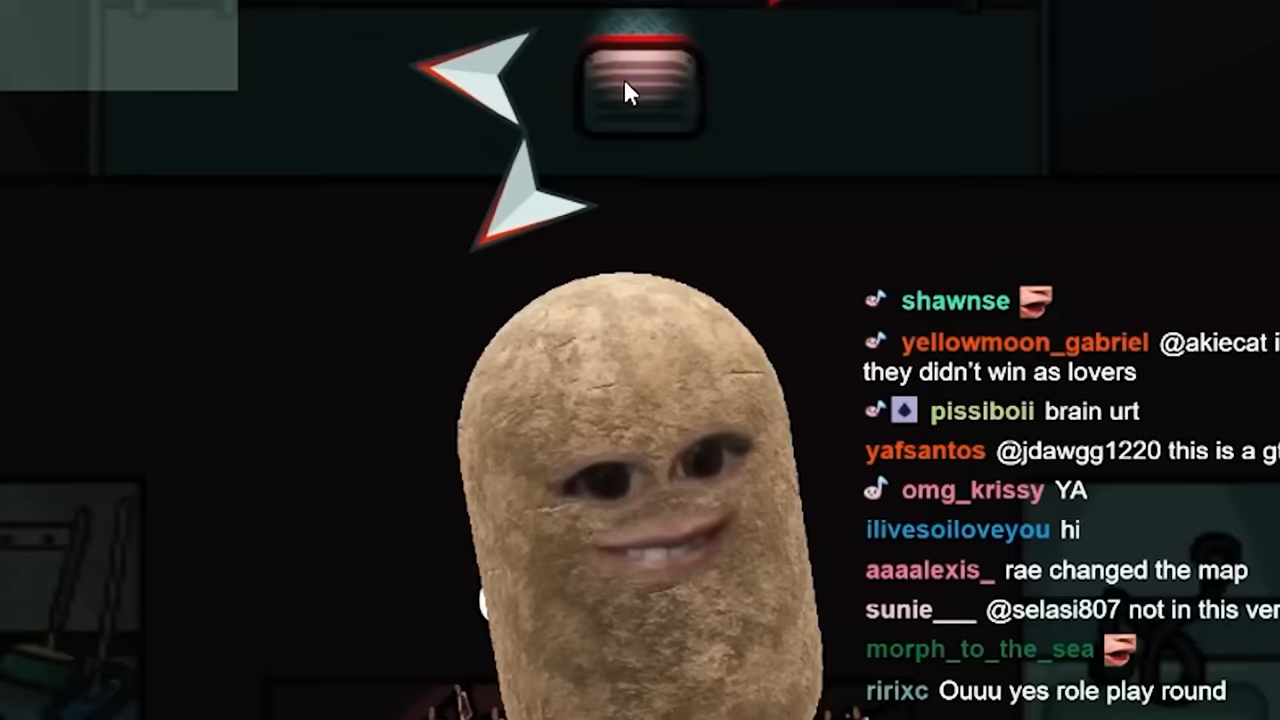 shawnse
yellowmoon_gabriel @akiecat
they didn't win as lovers
pissiboii brain urt
yafsantos @jdawgg1220 this is a
omg_krissy YA
ilivesoiloveyou hi
aaaalexis_ rae changed the map
sunie___ @selasi807 not in this
morph_to_the_sea
ririxc Ouuu yes role play round